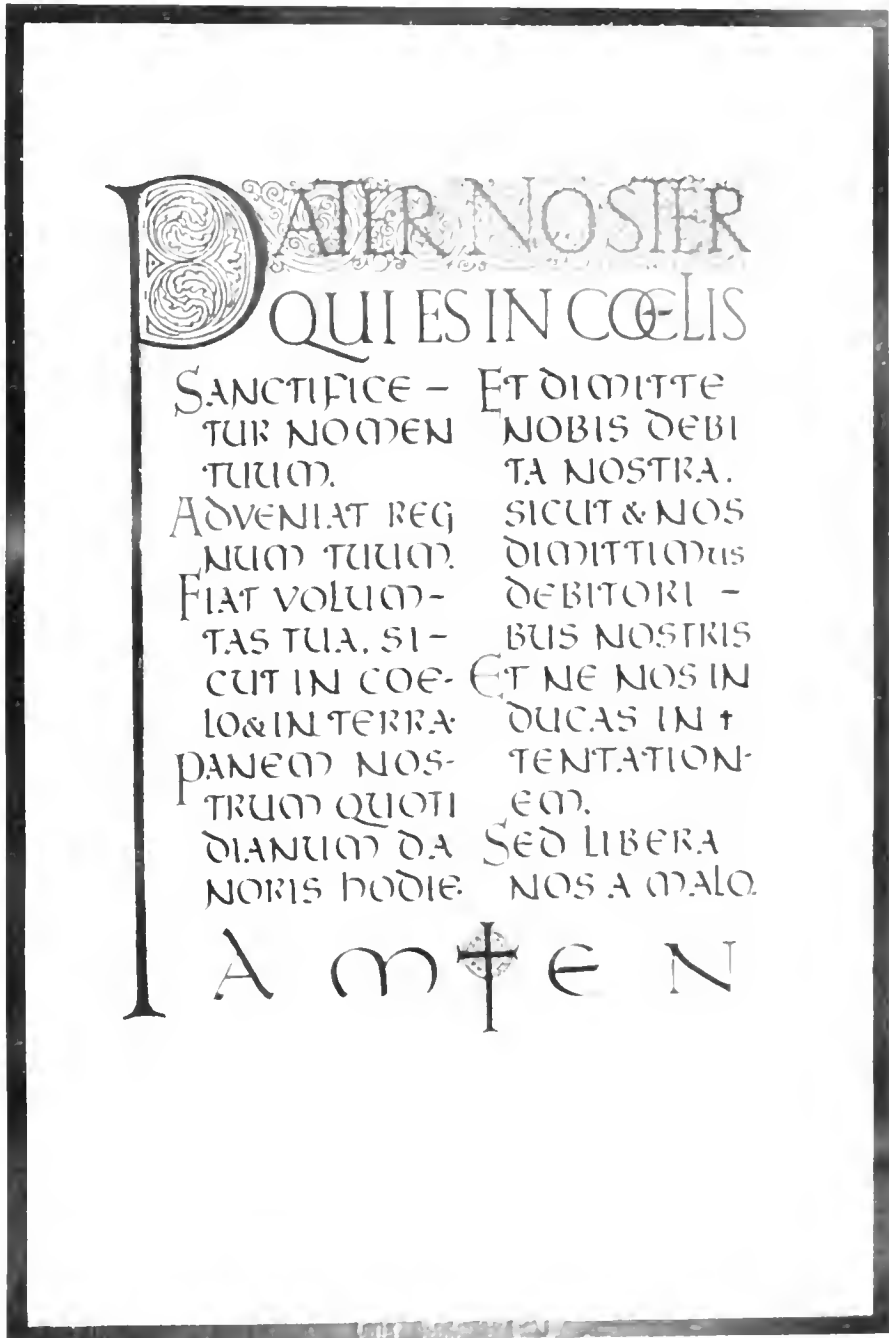 PATER NOSTER
QUI ES IN COELIS
SANCTIFICE –
TUR NOMEN
TUUM.
ADVENIAT REG
NUM TUUM.
FIAT VOLUM–
TAS TUA. SI–
CUT IN COE-
LO & IN TERRA.
PANEM NOS-
TRUM QUOTI
DIANUM DA
NOBIS HODIE.
ET DIMITTE
NOBIS DEBI
TA NOSTRA.
SICUT & NOS
DIMITTIMUS
DEBITORI –
BUS NOSTRIS
ET NE NOS IN
DUCAS IN †
TENTATION-
EM.
SED LIBERA
NOS A MALO.
A M E N